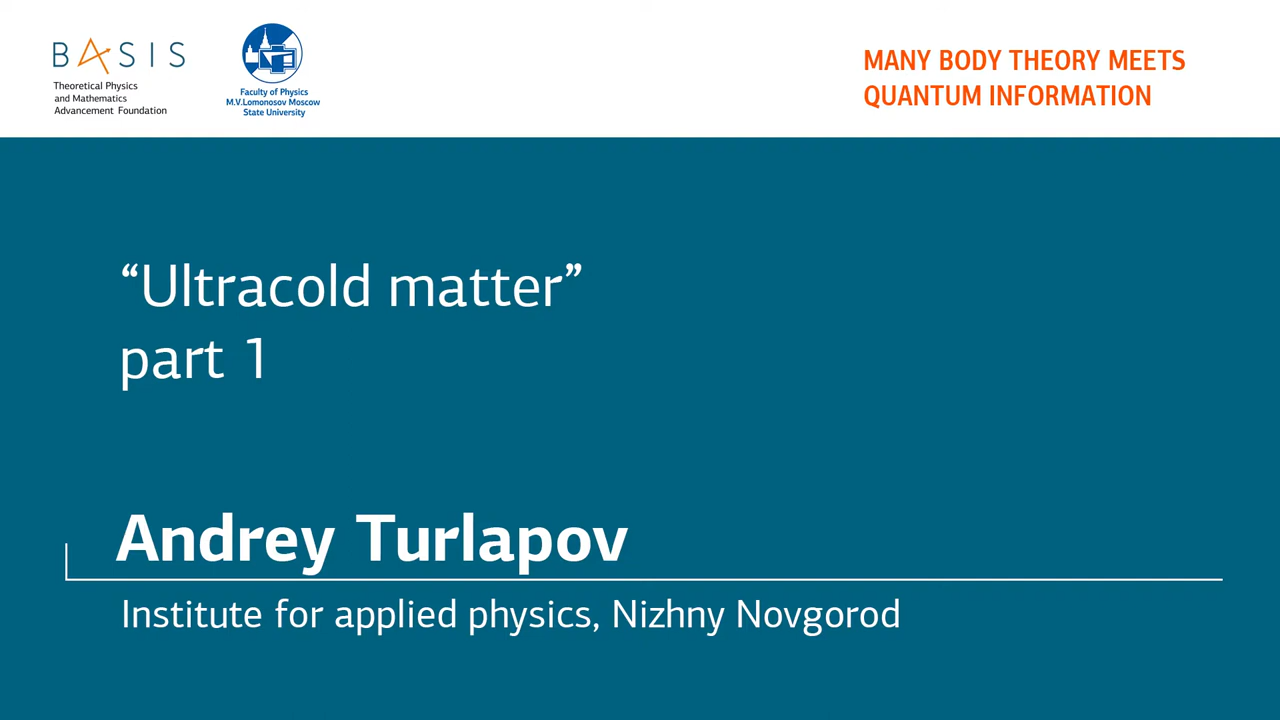 BASIS
Theoretical Physics
and Mathematics
Advancement Foundation
Faculty of Physics
M.V.Lomonosov Moscow
State University
MANY BODY THEORY MEETS
QUANTUM INFORMATION
“Ultracold matter”
part 1
Andrey Turlapov
Institute for applied physics, Nizhny Novgorod